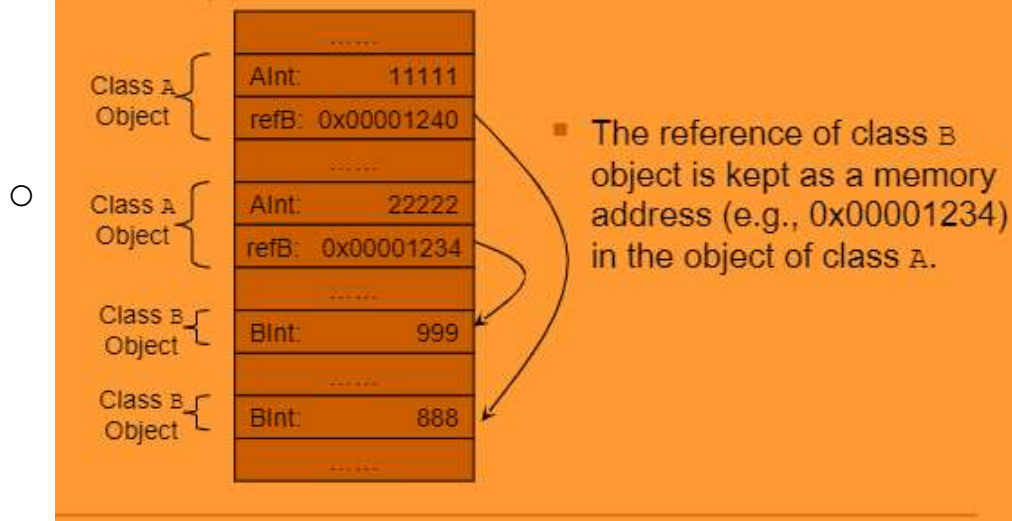 ......
Class A
Object
AInt: 11111
refB: 0x00001240
......
Class A
Object
AInt: 22222
refB: 0x00001234
......
Class B
Object
BInt: 999
......
Class B
Object
BInt: 888
......
▪ The reference of class B
object is kept as a memory
address (e.g., 0x00001234)
in the object of class A.